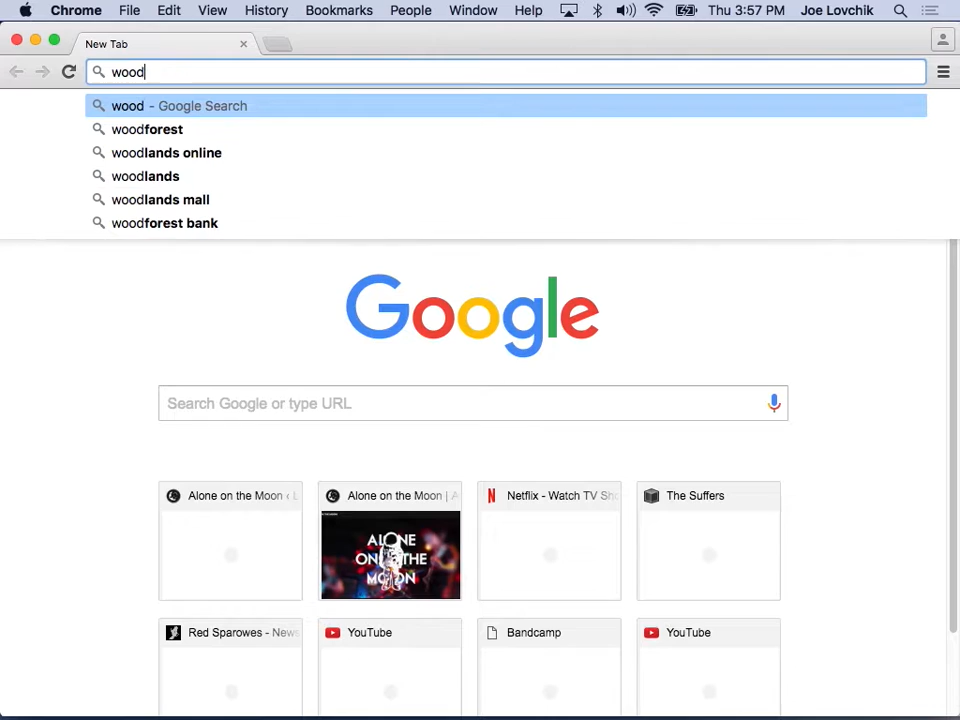 Chrome File Edit View History Bookmarks People Window Help Thu 3:57 PM Joe Lovchik
New Tab
wood
wood - Google Search
woodforest
woodlands online
woodlands
woodlands mall
woodforest bank
Google
Search Google or type URL
Alone on the Moon ‹ L
Alone on the Moon | A
Netflix - Watch TV Sho
The Suffers
ALONE
ON THE
MOON
Red Sparowes - News
YouTube
Bandcamp
YouTube